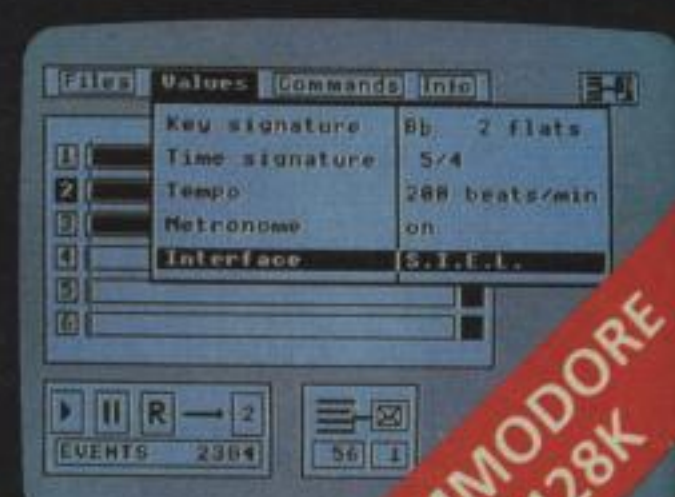 Files Values Commands Info
Key signature Bb 2 flats
Time signature 5/4
Tempo 200 beats/min
Metronome on
Interface S.I.E.L.
1
2
3
4
5
6
R 2
EVENTS 2384
56 1
MODORE
28K